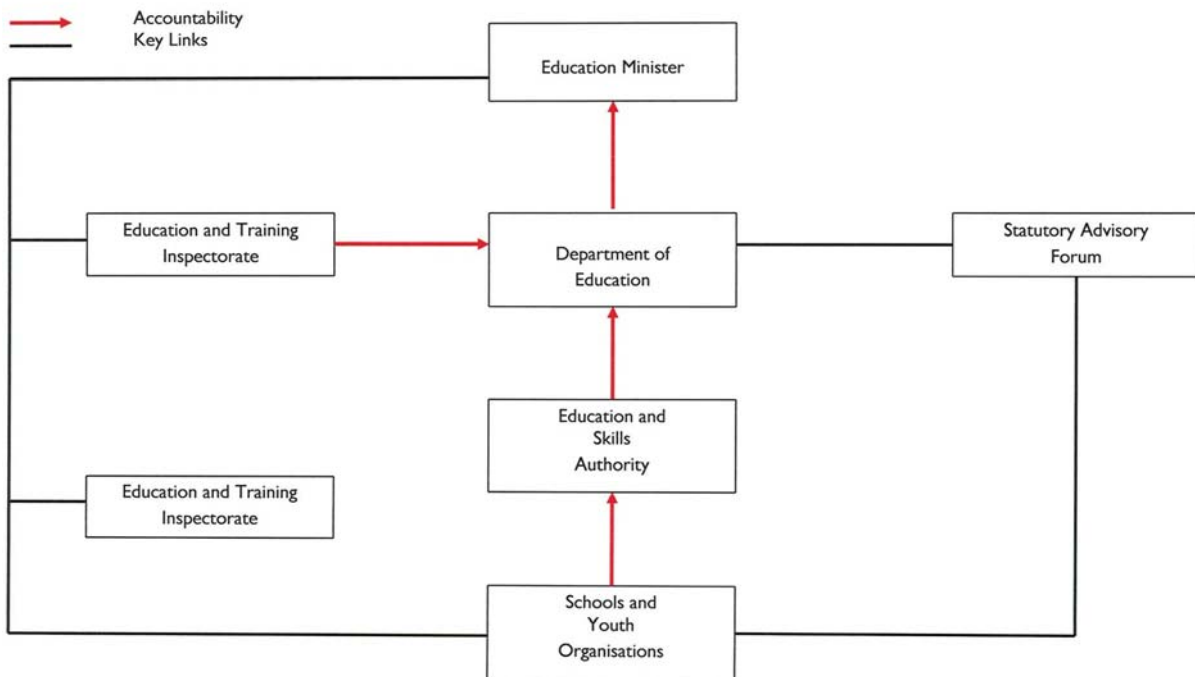 Accountability
Key Links
Education Minister
Education and Training
Inspectorate
Department of
Education
Statutory Advisory
Forum
Education and
Skills
Authority
Education and Training
Inspectorate
Schools and
Youth
Organisations